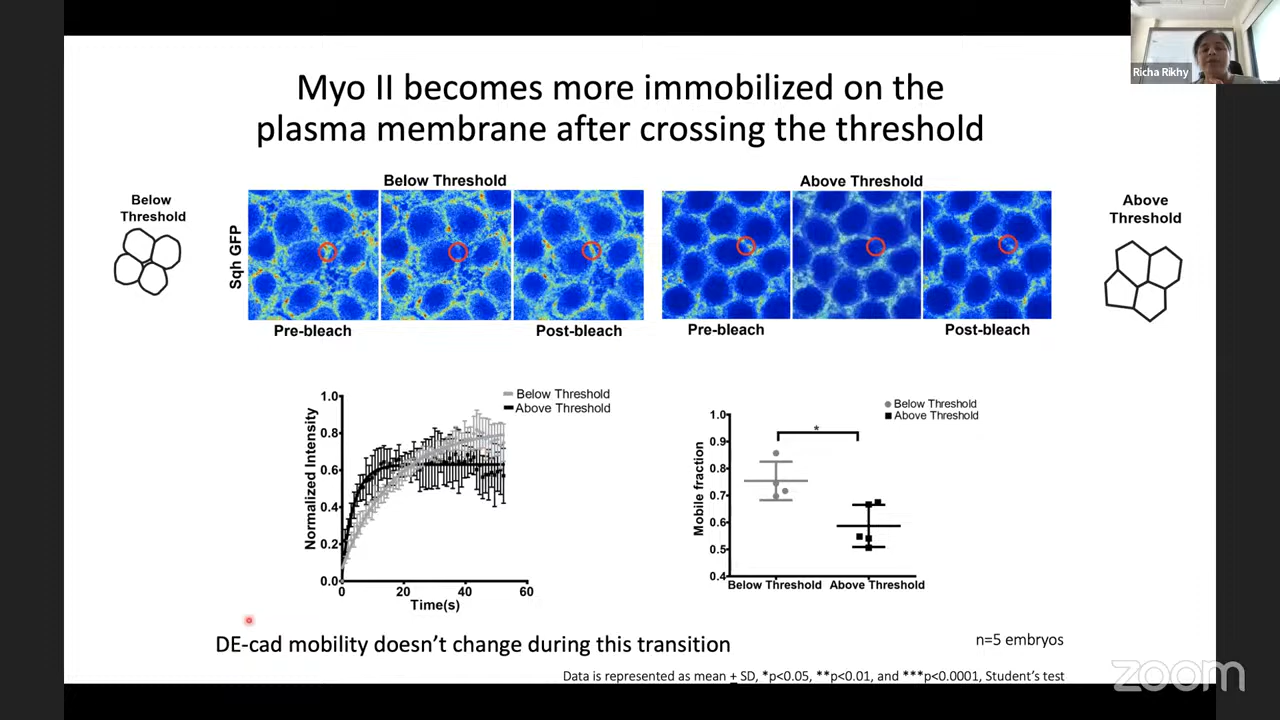 Richa Rikhy
Myo II becomes more immobilized on the
plasma membrane after crossing the threshold
Below Threshold
Above Threshold
Below
Threshold
Above
Threshold
Sqh GFP
Pre-bleach
Post-bleach
Pre-bleach
Post-bleach
Below Threshold
Above Threshold
Normalized Intensity
1.0
0.8
0.6
0.4
0.2
0.0
0 20 40 60
Time(s)
Below Threshold
Above Threshold
*
Mobile fraction
1.0
0.9
0.8
0.7
0.6
0.5
0.4
Below Threshold Above Threshold
DE-cad mobility doesn't change during this transition
n=5 embryos
Data is represented as mean ± SD, *p<0.05, **p<0.01, and ***p<0.0001, Student's test
zoom